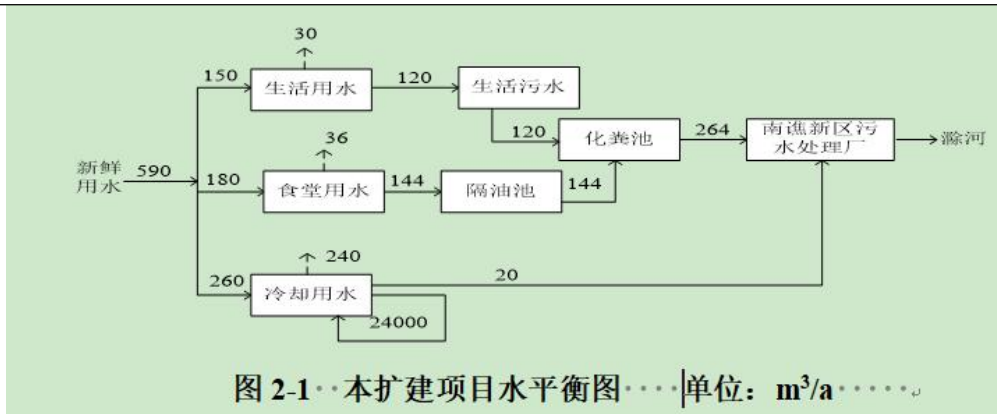 30
150
生活用水
120
生活污水
120
化粪池
264
南谯新区污
水处理厂
滁河
新鲜
用水
590
36
180
食堂用水
144
隔油池
144
240
260
冷却用水
20
24000
图 2-1··本扩建项目水平衡图····单位：m³/a·····